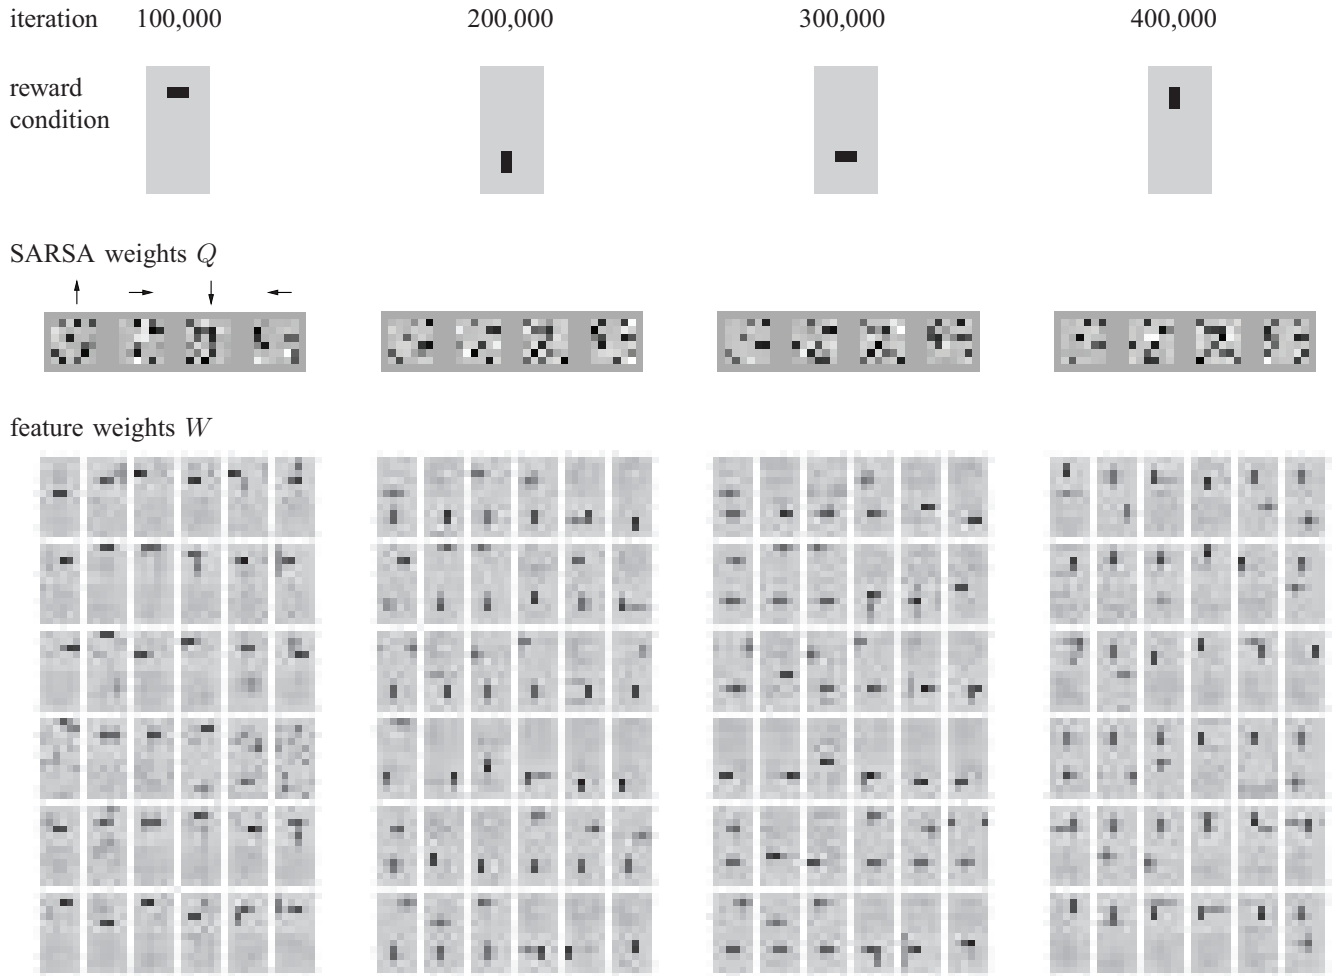 iteration 100,000 200,000 300,000 400,000
reward
condition
SARSA weights Q
feature weights W